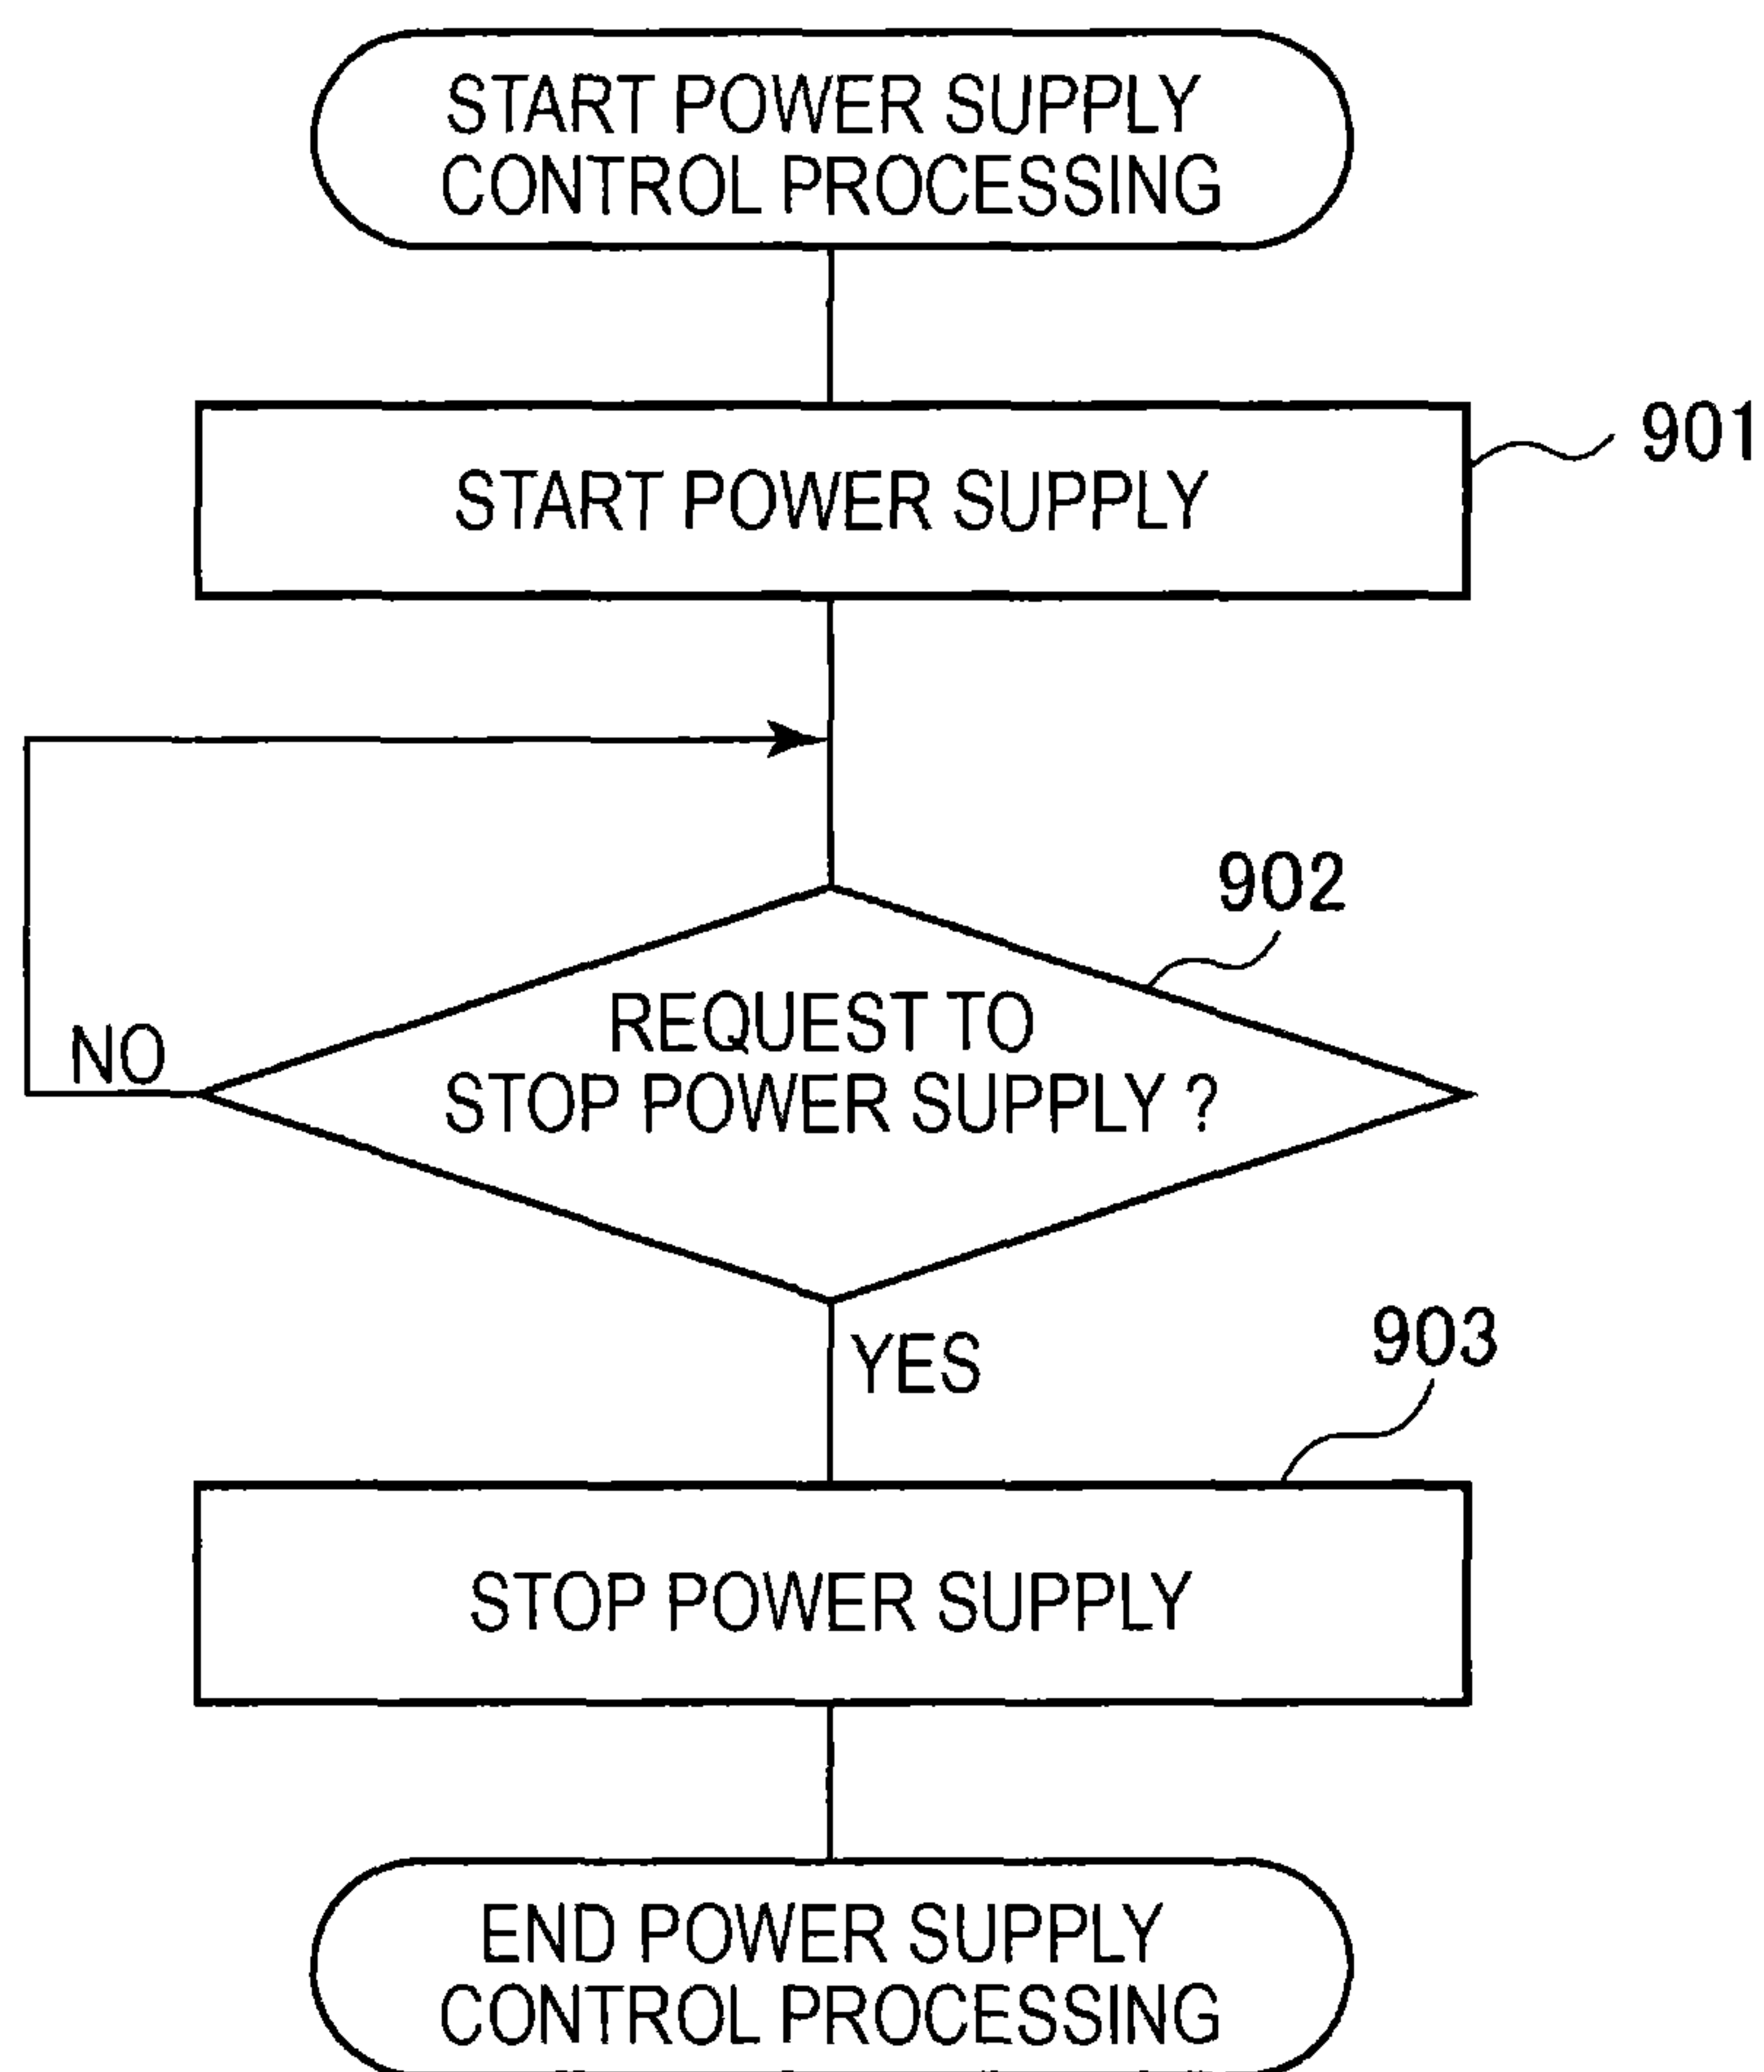 START POWER SUPPLY
CONTROL PROCESSING
901
START POWER SUPPLY
902
REQUEST TO
STOP POWER SUPPLY ?
NO
YES
903
STOP POWER SUPPLY
END POWER SUPPLY
CONTROL PROCESSING